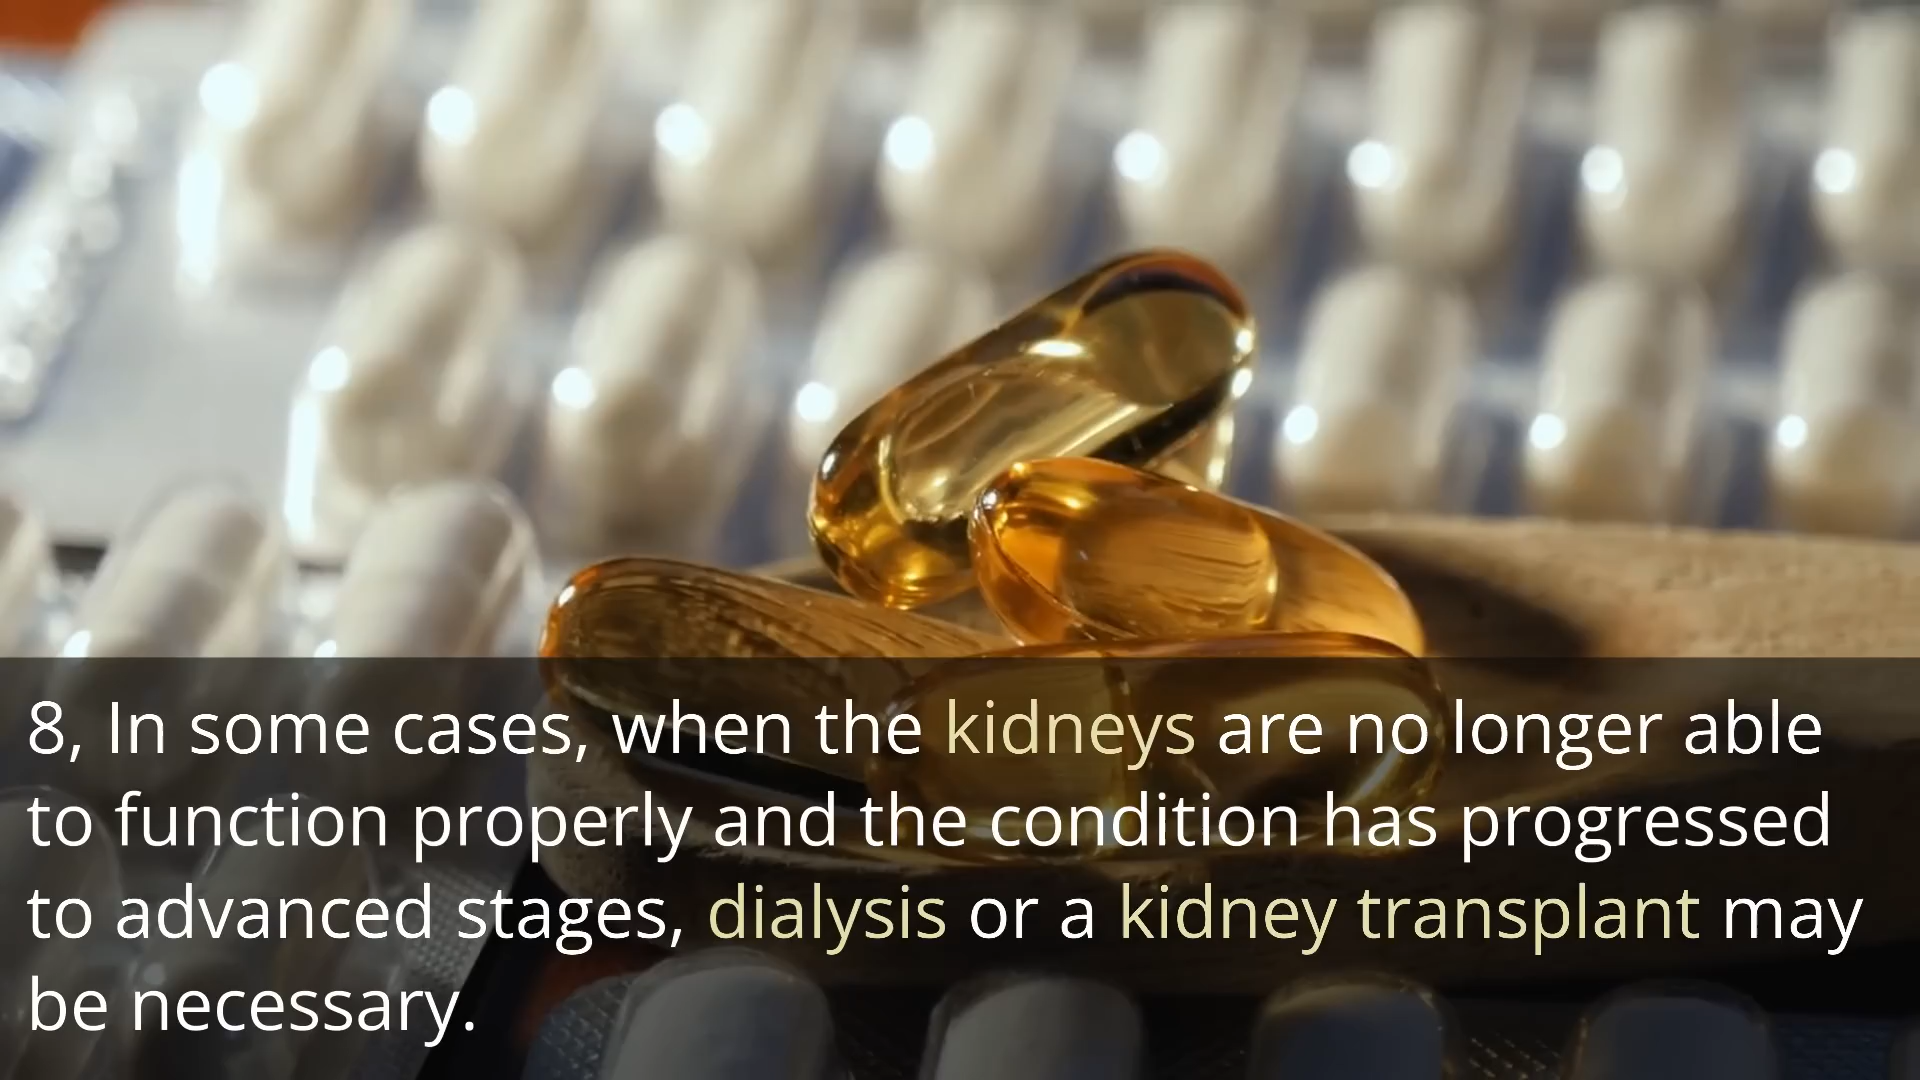 8, In some cases, when the kidneys are no longer able
to function properly and the condition has progressed
to advanced stages, dialysis or a kidney transplant may
be necessary.